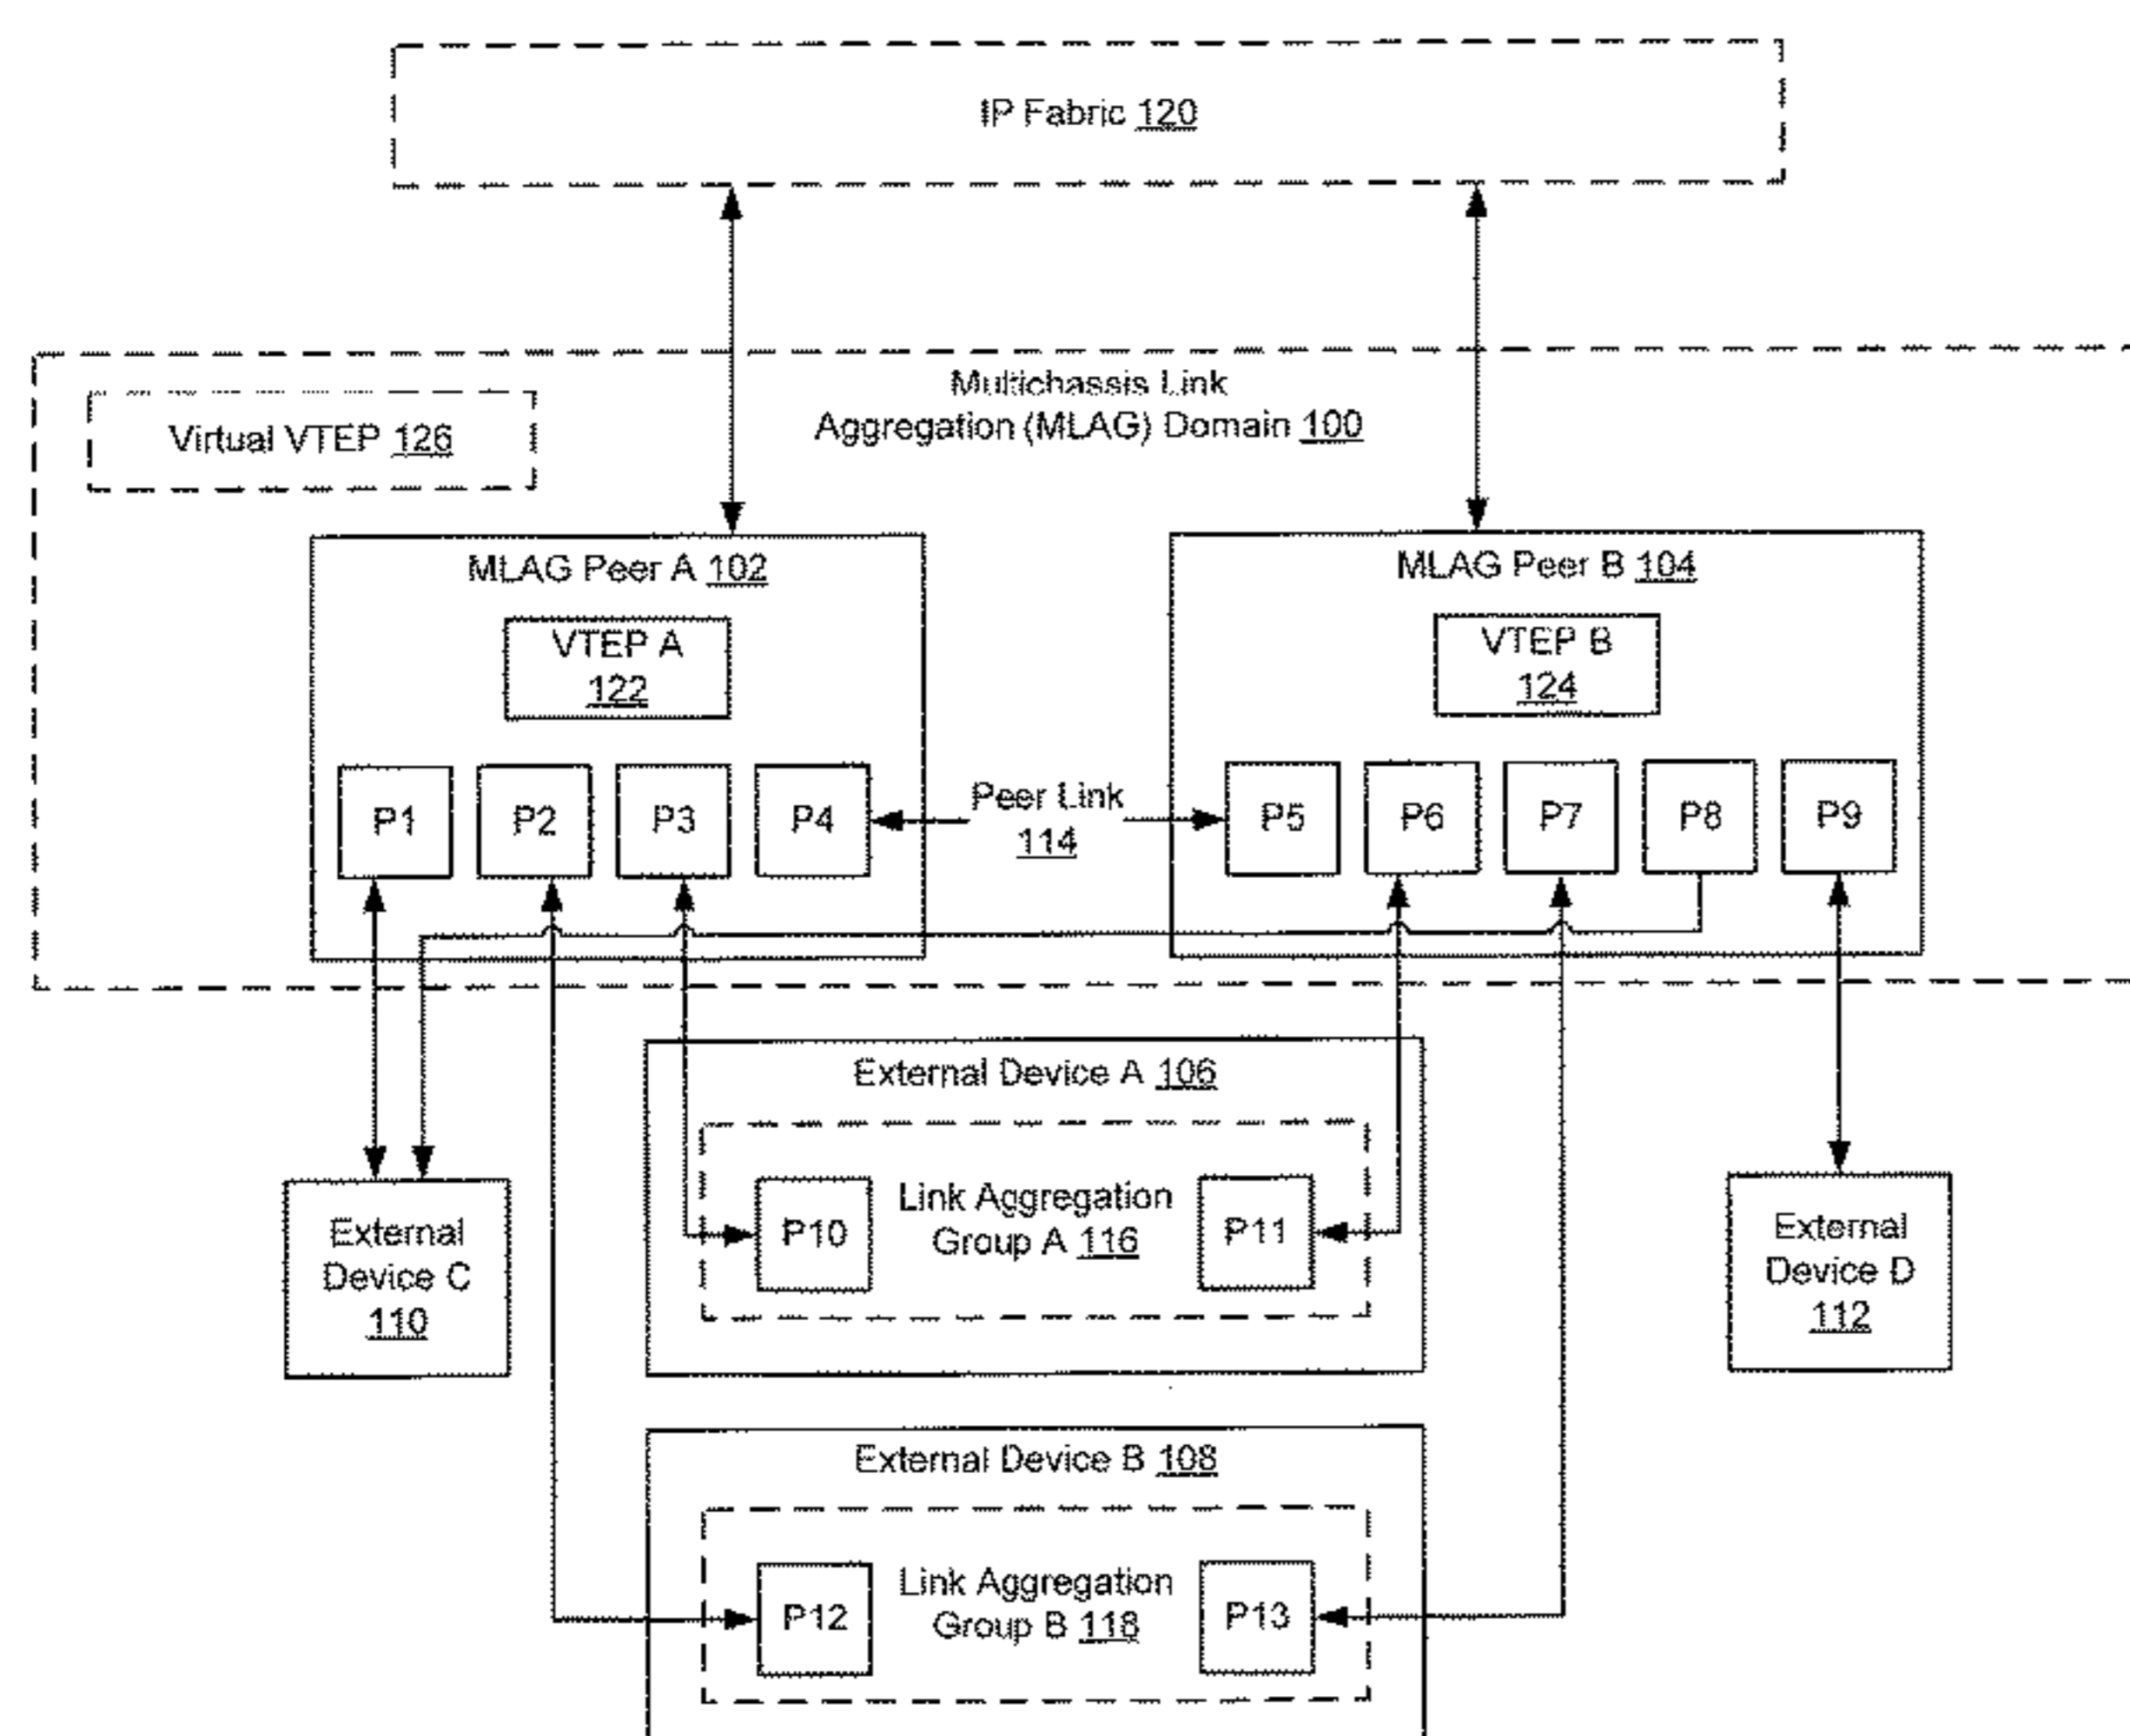 IP Fabric 120
Multichassis Link
Aggregation (MLAG) Domain 100
Virtual VTEP 126
MLAG Peer A 102
MLAG Peer B 104
VTEP A
122
VTEP B
124
P1
P2
P3
P4
Peer Link
114
P5
P6
P7
P8
P9
External Device A 106
P10
Link Aggregation
Group A 116
P11
External
Device C
110
External
Device D
112
External Device B 108
P12
Link Aggregation
Group B 118
P13